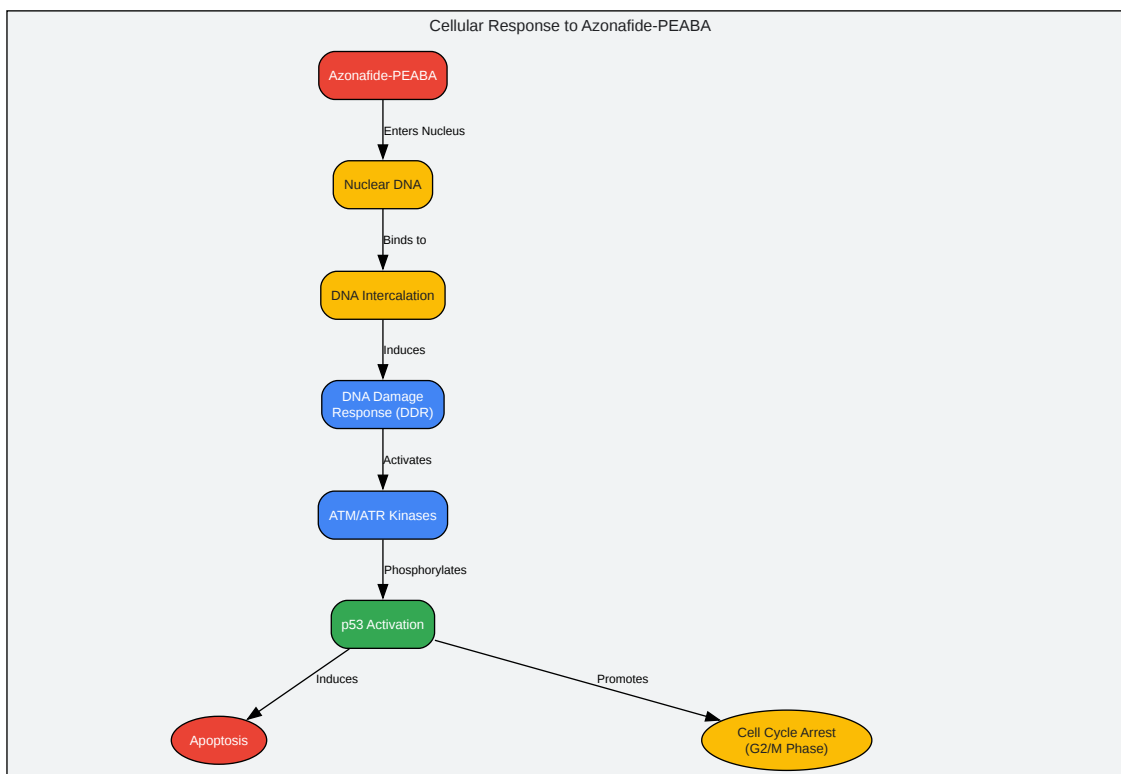 Cellular Response to Azonafide-PEABA
Azonafide-PEABA
Enters Nucleus
Nuclear DNA
Binds to
DNA Intercalation
Induces
DNA Damage
Response (DDR)
Activates
ATM/ATR Kinases
Phosphorylates
p53 Activation
Induces
Promotes
Apoptosis
Cell Cycle Arrest
(G2/M Phase)